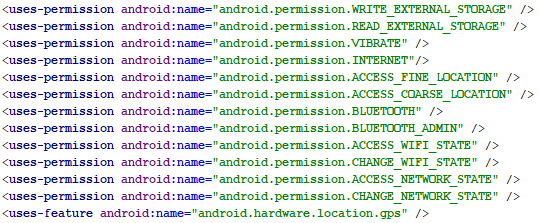 <uses-permission android:name="android.permission.WRITE_EXTERNAL_STORAGE" />
<uses-permission android:name="android.permission.READ_EXTERNAL_STORAGE" />
<uses-permission android:name="android.permission.VIBRATE" />
<uses-permission android:name="android.permission.INTERNET"/>
<uses-permission android:name="android.permission.ACCESS_FINE_LOCATION" />
<uses-permission android:name="android.permission.ACCESS_COARSE_LOCATION" />
<uses-permission android:name="android.permission.BLUETOOTH" />
<uses-permission android:name="android.permission.BLUETOOTH_ADMIN" />
<uses-permission android:name="android.permission.ACCESS_WIFI_STATE" />
<uses-permission android:name="android.permission.CHANGE_WIFI_STATE" />
<uses-permission android:name="android.permission.ACCESS_NETWORK_STATE" />
<uses-permission android:name="android.permission.CHANGE_NETWORK_STATE" />
<uses-feature android:name="android.hardware.location.gps" />